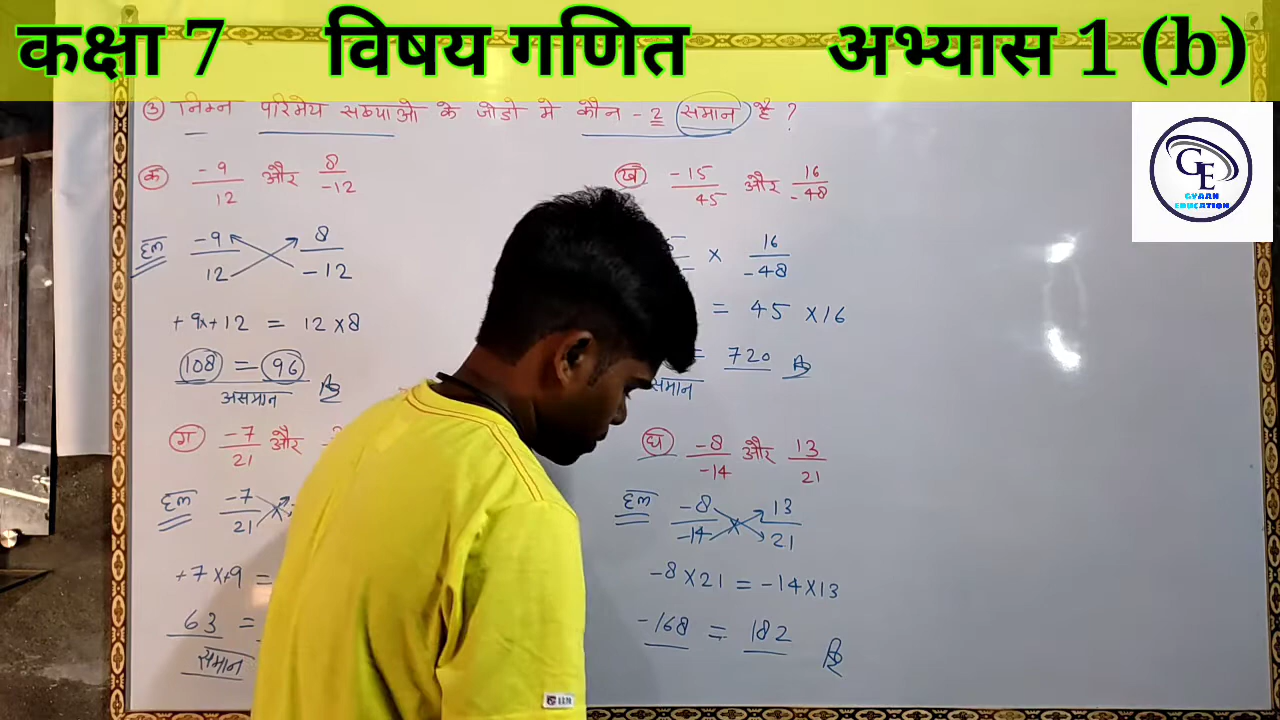 कक्षा 7 विषय गणित अभ्यास 1 (b)
GE
GYAAN
EDUCATION
③ निम्न परिमेय सख्याओ के जोडो मे कौन - 2 समान है ?
क -9/12 और 8/-12
ख -15/45 और 16/-48
हल -9/12 8/-12
× 16/-48
+9×+12 = 12×8
= 45 ×16
108 = 96
= 720
असमान
समान
ग -7/21 और
घ -8/-14 और 13/21
हल -7/21
हल -8/-14 × 13/21
+7×+9 =
-8×21 = -14×13
63 =
-168 = 182
समान